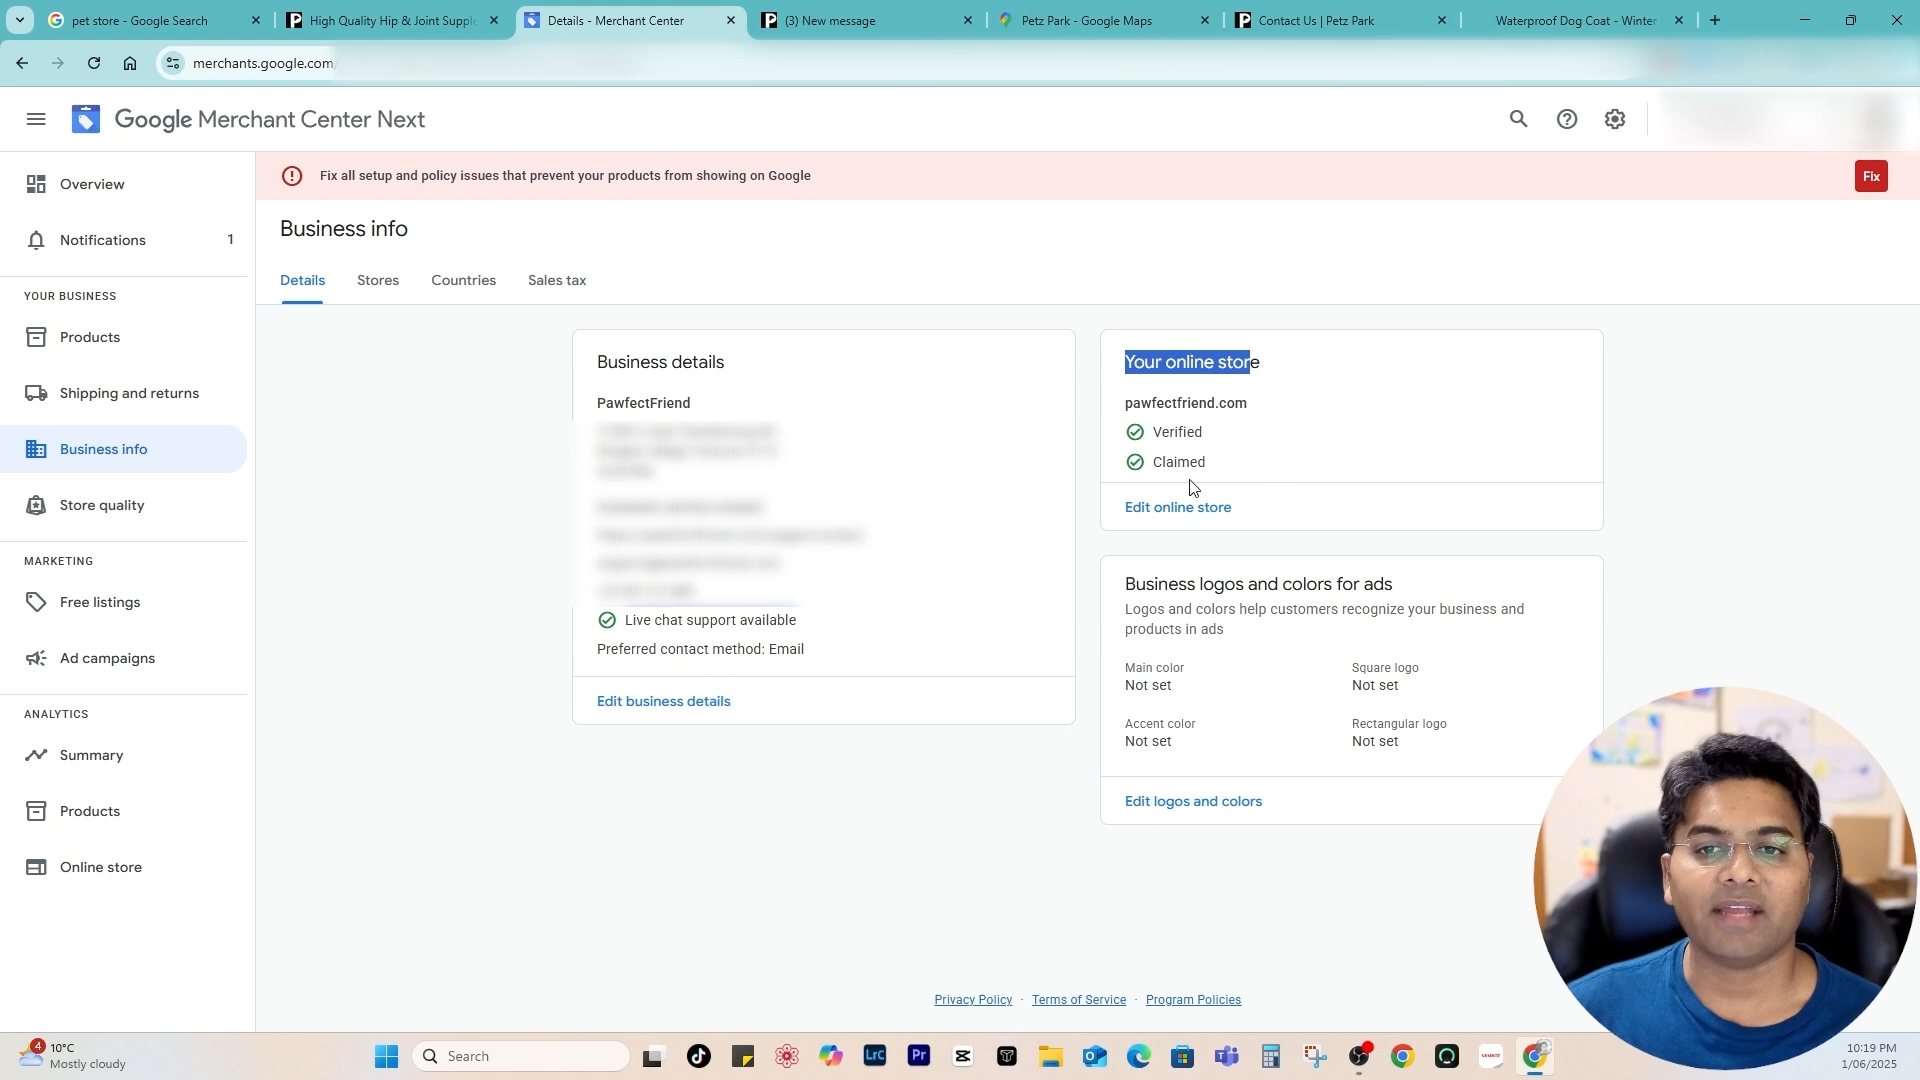 pet store - Google Search
High Quality Hip & Joint Supple
Details - Merchant Center
(3) New message
Petz Park - Google Maps
Contact Us | Petz Park
Waterproof Dog Coat - Winter
merchants.google.com/
Google Merchant Center Next
Fix all setup and policy issues that prevent your products from showing on Google
Fix
Overview
Notifications
1
YOUR BUSINESS
Products
Shipping and returns
Business info
Store quality
MARKETING
Free listings
Ad campaigns
ANALYTICS
Summary
Products
Online store
Business info
Details
Stores
Countries
Sales tax
Business details
PawfectFriend
Live chat support available
Preferred contact method: Email
Edit business details
Your online store
pawfectfriend.com
Verified
Claimed
Edit online store
Business logos and colors for ads
Logos and colors help customers recognize your business and
products in ads
Main color
Not set
Square logo
Not set
Accent color
Not set
Rectangular logo
Not set
Edit logos and colors
Privacy Policy · Terms of Service · Program Policies
4
10°C
Mostly cloudy
Search
LrC
Pr
10:19 PM
1/06/2025